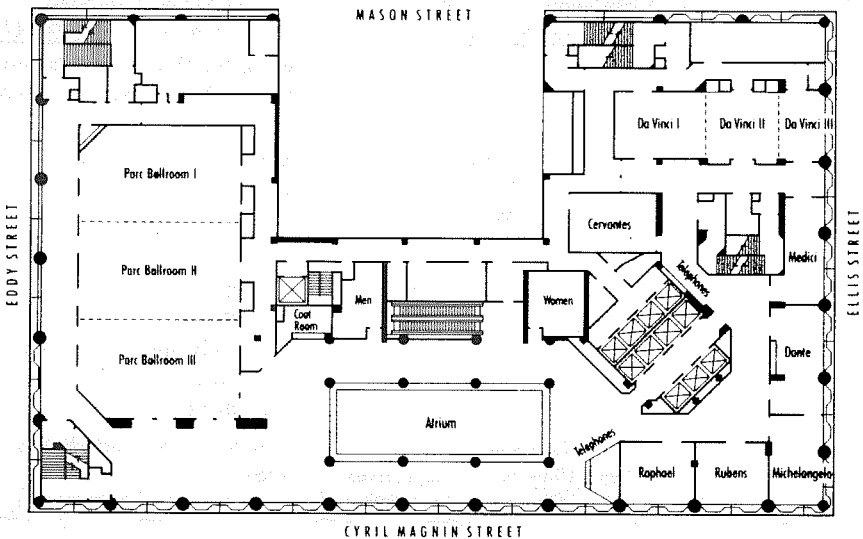 MASON STREET
Da Vinci I
Da Vinci II
Da Vinci III
Parc Ballroom I
Cervantes
EDDY STREET
ELLIS STREET
Medici
Telephones
Parc Ballroom II
Men
Women
Coat
Room
Parc Ballroom III
Dante
Atrium
Telephones
Raphael
Rubens
Michelangelo
CYRIL MAGNIN STREET